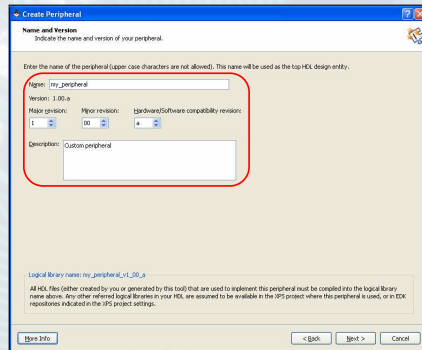 Create Peripheral
Name and Version
Indicate the name and version of your peripheral.
Enter the name of the peripheral (upper case characters are not allowed). This name will be used as the top HDL design entity.
Name: my_peripheral
Version: 1.00.a
Major revision: Minor revision: Hardware/Software compatibility revision:
1 00 a
Description: Custom peripheral
Logical library name: my_peripheral_v1_00_a
All HDL files (either created by you or generated by this tool) that are used to implement this peripheral must be compiled into the logical library
name above. Any other referred logical libraries in your HDL are assumed to be available in the XPS project where this peripheral is used, or in EDK
repositories indicated in the XPS project settings.
More Info < Back Next > Cancel